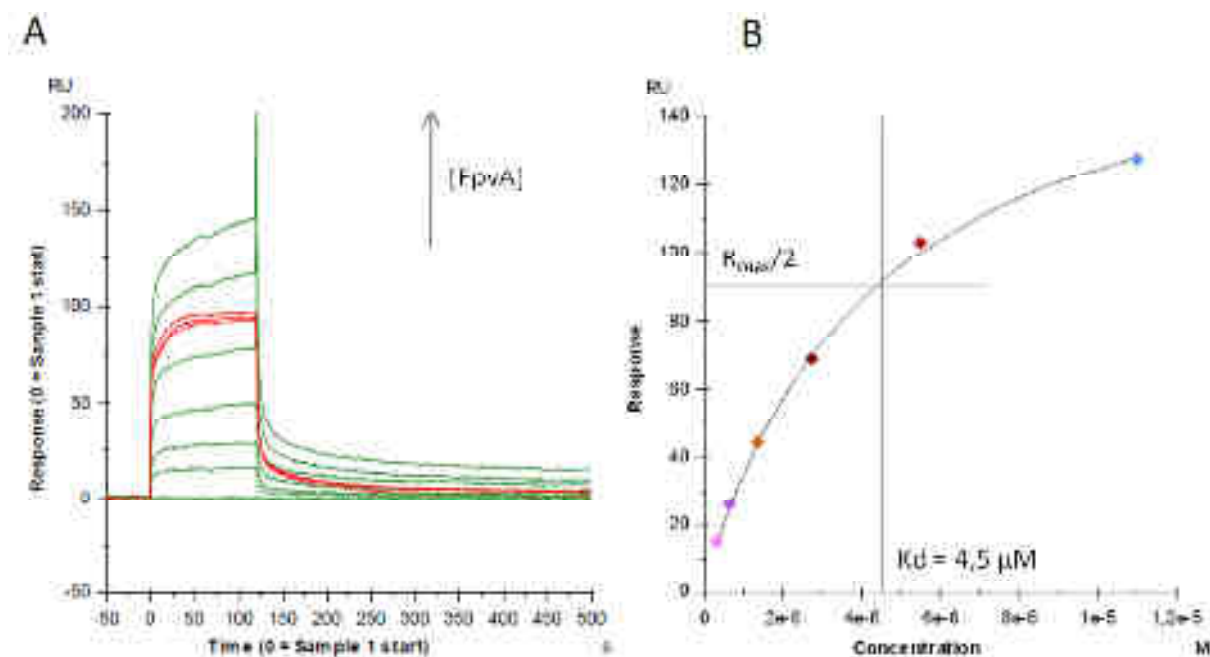 A
RU
200
150
100
50
0
-50
-50 0 50 100 150 200 250 300 350 400 450 500
Response (0 = Sample 1 start)
Time (0 = Sample 1 start)
s
[FpvA]
B
RU
140
120
100
80
60
40
20
0
0 2e-6 4e-6 6e-6 8e-6 1e-5 1,2e-5
Response
Concentration
M
Rmax/2
Kd = 4,5 µM